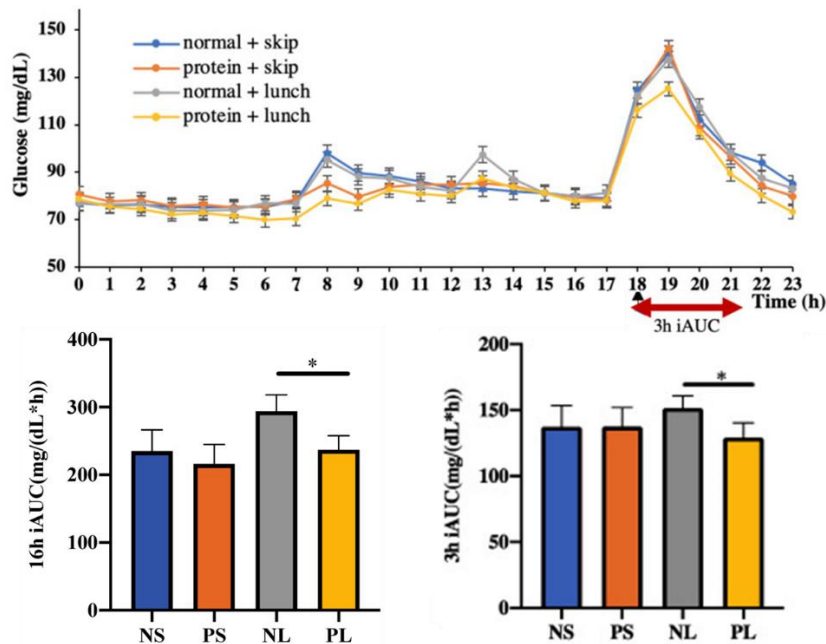 150
130
110
90
70
50
Glucose (mg/dL)
normal + skip
protein + skip
normal + lunch
protein + lunch
0 1 2 3 4 5 6 7 8 9 10 11 12 13 14 15 16 17 18 19 20 21 22 23
Time (h)
3h iAUC
400
300
200
100
0
16h iAUC(mg/(dL*h))
*
NS PS NL PL
200
150
100
50
0
3h iAUC(mg/(dL*h))
*
NS PS NL PL